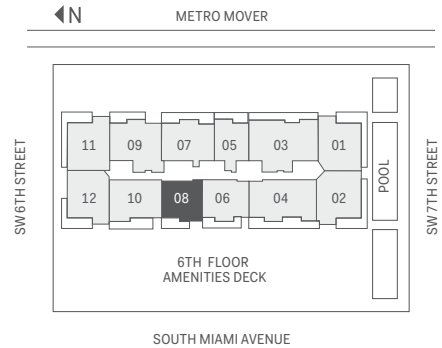 N
METRO MOVER
SW 6TH STREET
11 09 07 05 03 01
12 10 08 06 04 02
POOL
SW 7TH STREET
6TH FLOOR
AMENITIES DECK
SOUTH MIAMI AVENUE